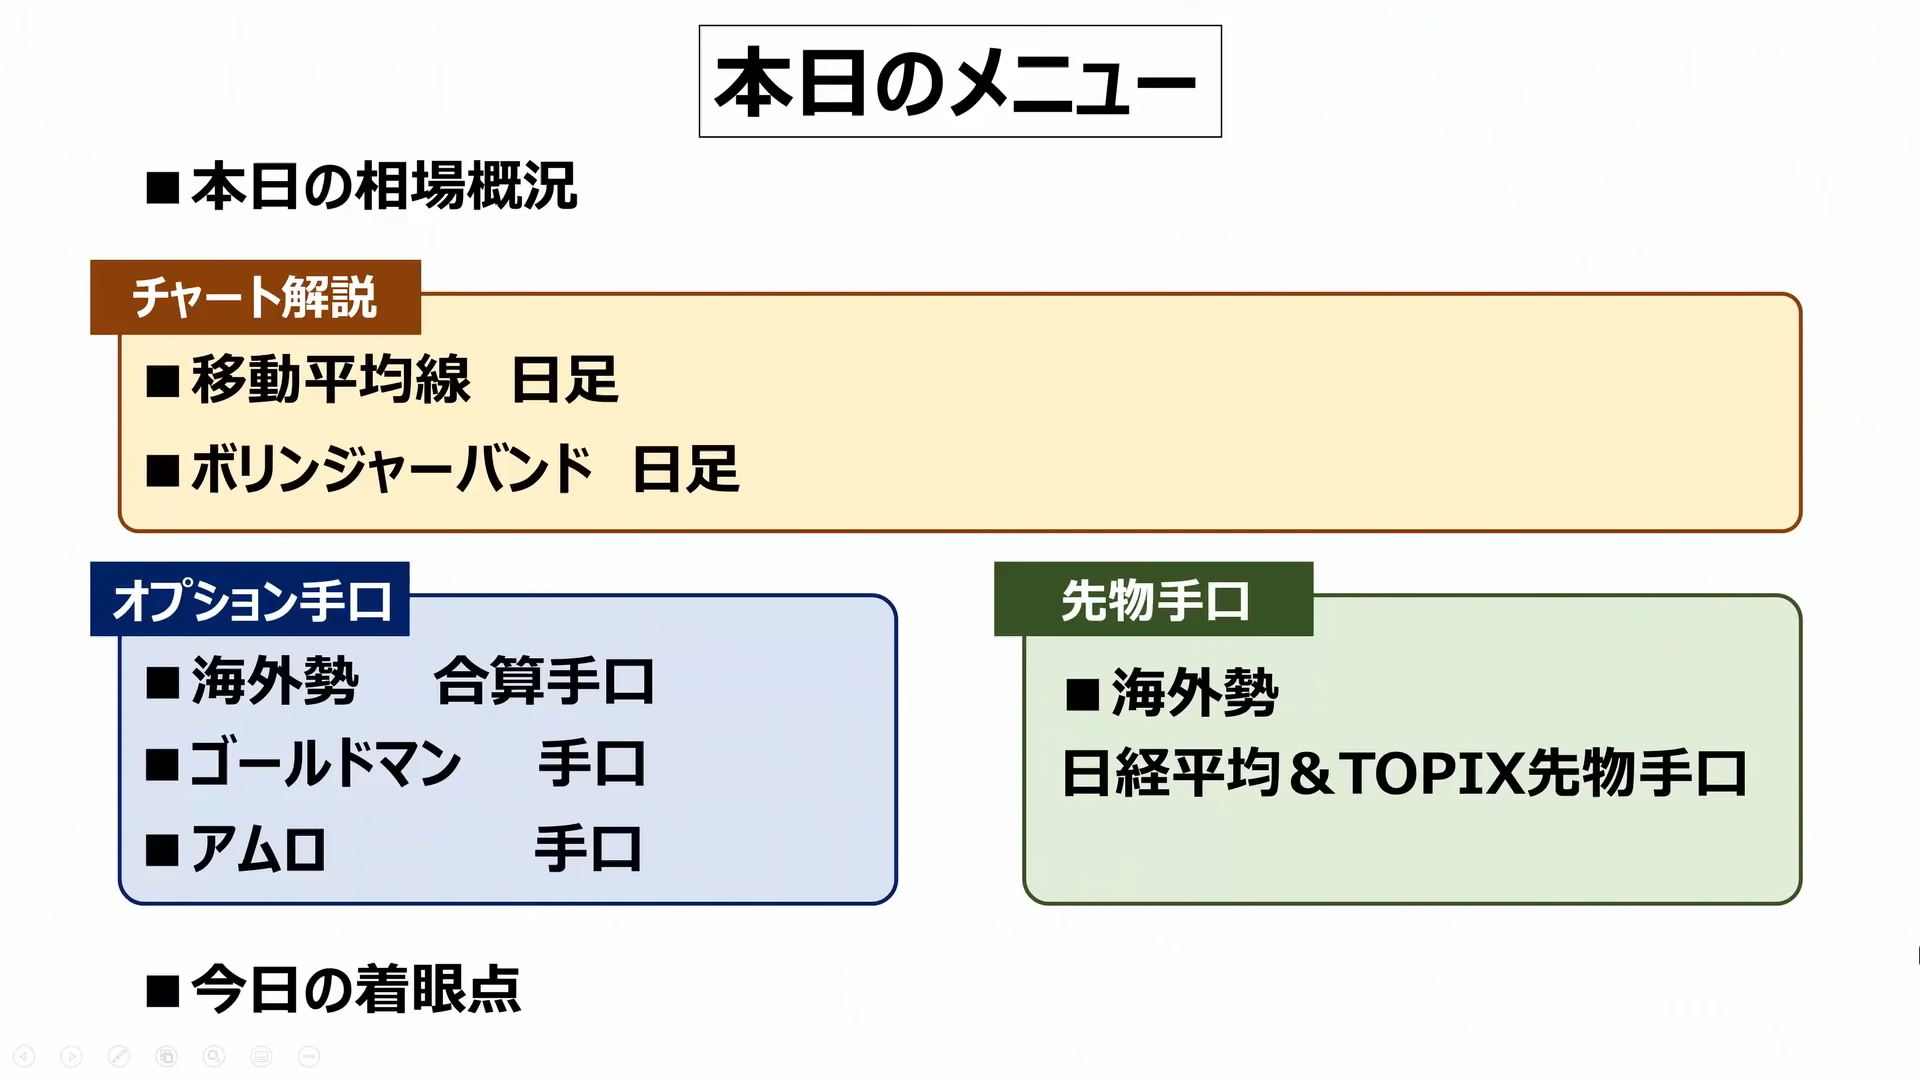 本日のメニュー
■本日の相場概況
チャート解説
■移動平均線 日足
■ボリンジャーバンド 日足
オプション手口
■海外勢 合算手口
■ゴールドマン 手口
■アムロ 手口
先物手口
■海外勢
日経平均＆TOPIX先物手口
■今日の着眼点